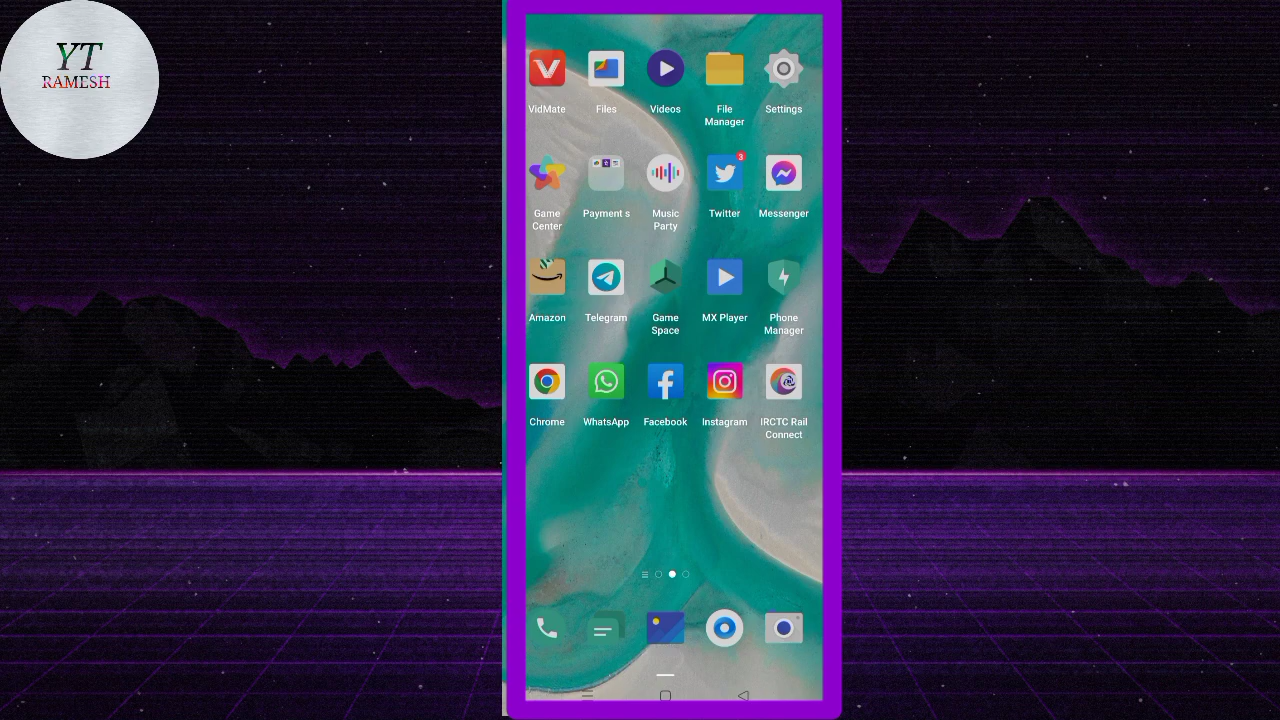 YT
RAMESH
VidMate
Files
Videos
File
Manager
Settings
Game
Center
Payment s
Music
Party
3
Twitter
Messenger
Amazon
Telegram
Game
Space
MX Player
Phone
Manager
Chrome
WhatsApp
Facebook
Instagram
IRCTC Rail
Connect